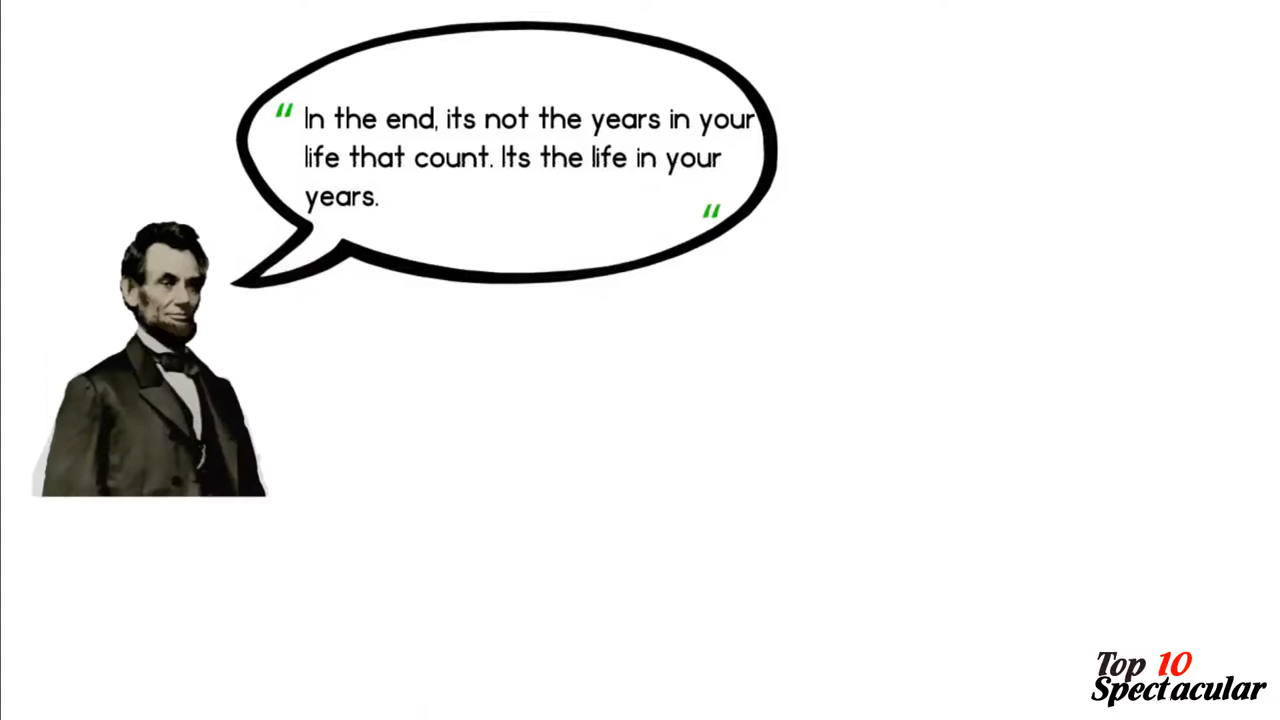 “ In the end, its not the years in your
life that count. Its the life in your
years.
“
Top 10
Spectacular